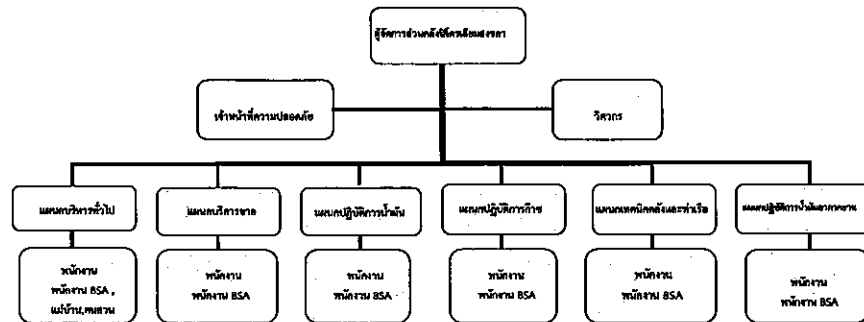 ผู้จัดการส่วนคลังปิโตรเลียมสงขลา
เจ้าหน้าที่ความปลอดภัย
วิศวกร
แผนกบริหารทั่วไป
แผนกบริการขาย
แผนกปฏิบัติการน้ำมัน
แผนกปฏิบัติการก๊าซ
แผนกเทคนิคคลังและท่าเรือ
แผนกปฏิบัติการน้ำมันอากาศยาน
พนักงาน
พนักงาน BSA ,
แม่บ้าน,คนสวน
พนักงาน
พนักงาน BSA
พนักงาน
พนักงาน BSA
พนักงาน
พนักงาน BSA
พนักงาน
พนักงาน BSA
พนักงาน
พนักงาน BSA